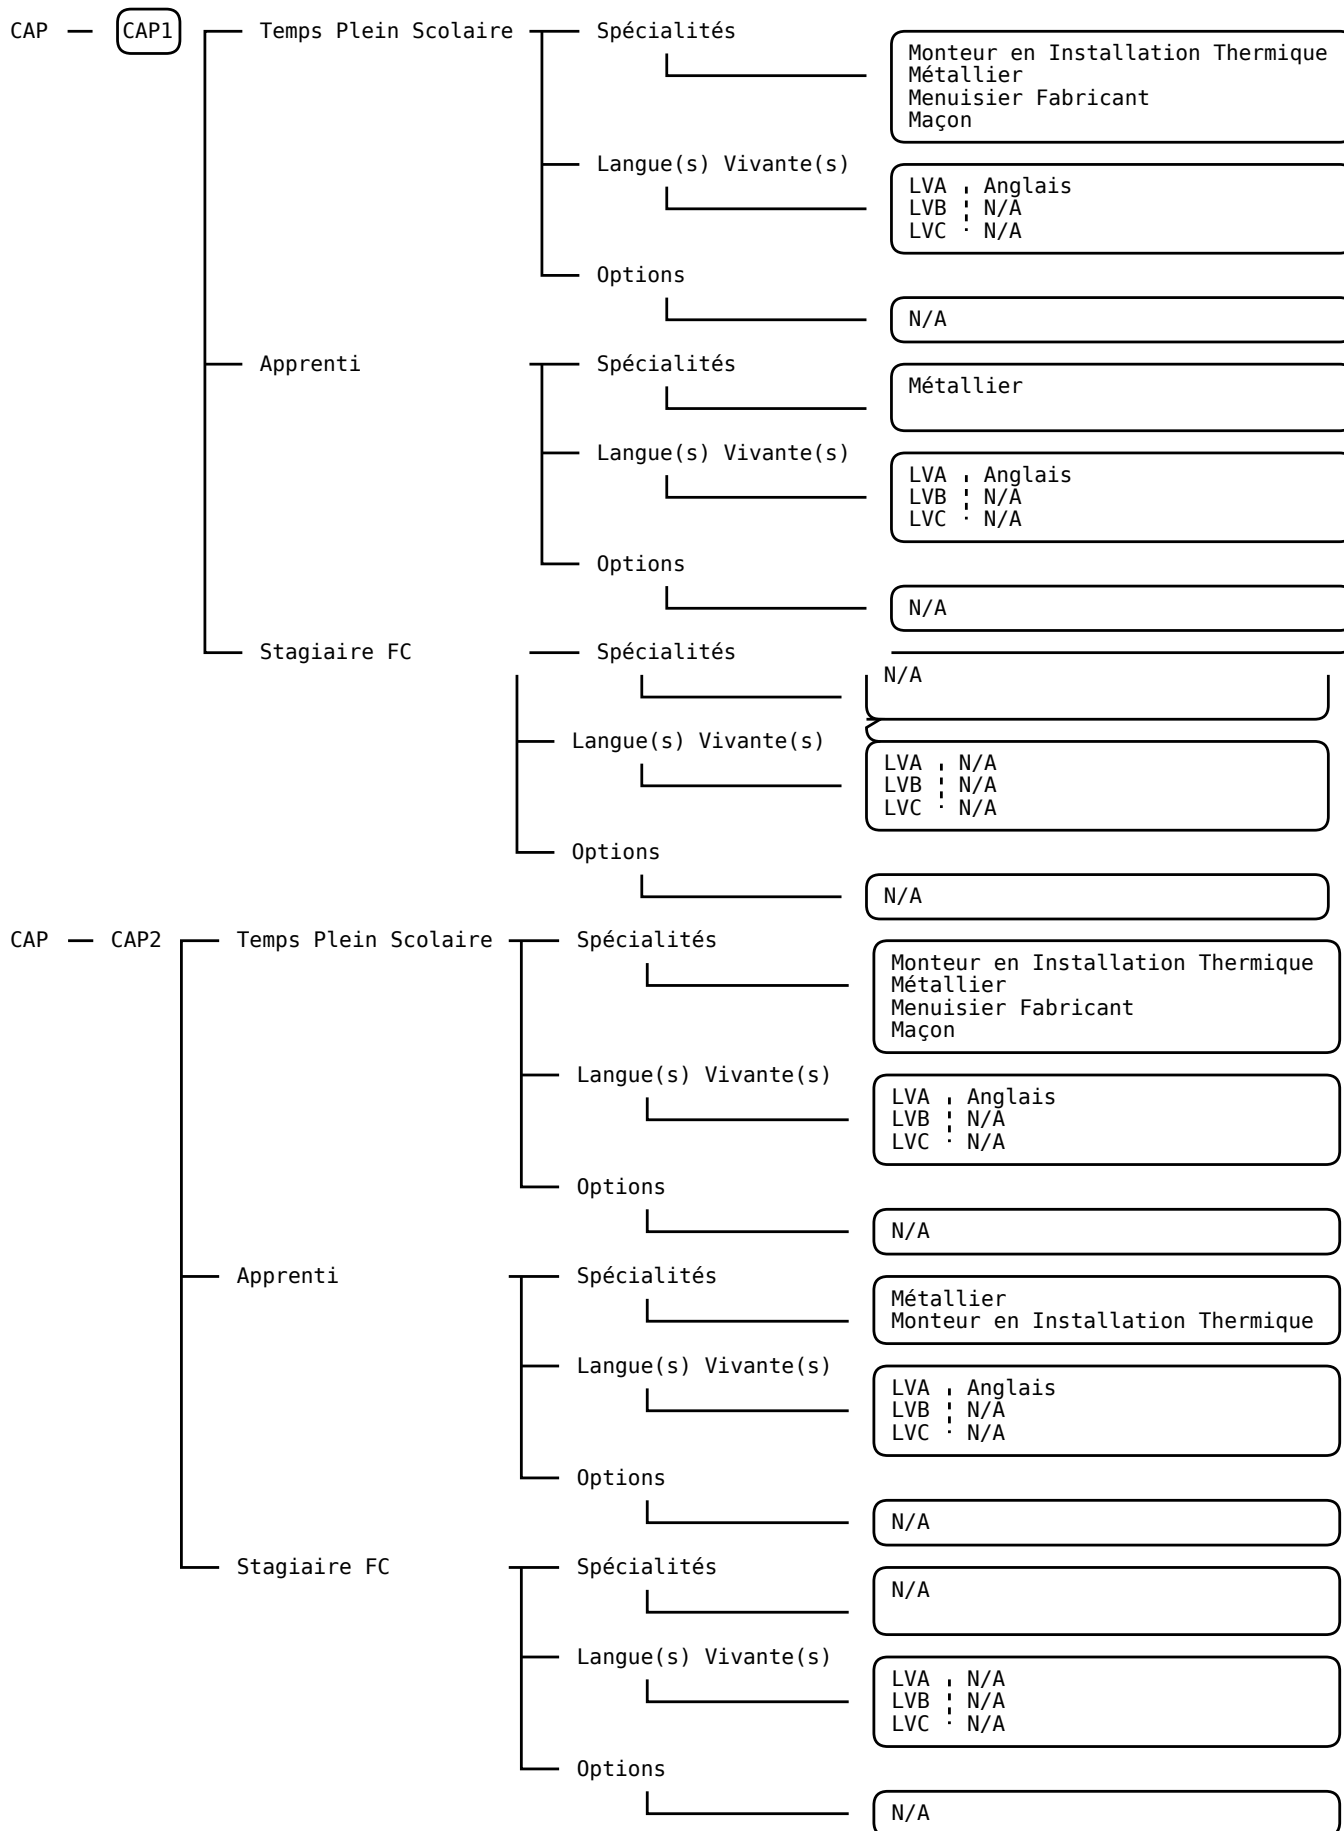 CAP CAP1 Temps Plein Scolaire Spécialités
Monteur en Installation Thermique
Métallier
Menuisier Fabricant
Maçon
Langue(s) Vivante(s)
LVA Anglais
LVB N/A
LVC N/A
Options
N/A
Apprenti Spécialités
Métallier
Langue(s) Vivante(s)
LVA Anglais
LVB N/A
LVC N/A
Options
N/A
Stagiaire FC Spécialités
N/A
Langue(s) Vivante(s)
LVA N/A
LVB N/A
LVC N/A
Options
N/A
CAP CAP2 Temps Plein Scolaire Spécialités
Monteur en Installation Thermique
Métallier
Menuisier Fabricant
Maçon
Langue(s) Vivante(s)
LVA Anglais
LVB N/A
LVC N/A
Options
N/A
Apprenti Spécialités
Métallier
Monteur en Installation Thermique
Langue(s) Vivante(s)
LVA Anglais
LVB N/A
LVC N/A
Options
N/A
Stagiaire FC Spécialités
N/A
Langue(s) Vivante(s)
LVA N/A
LVB N/A
LVC N/A
Options
N/A